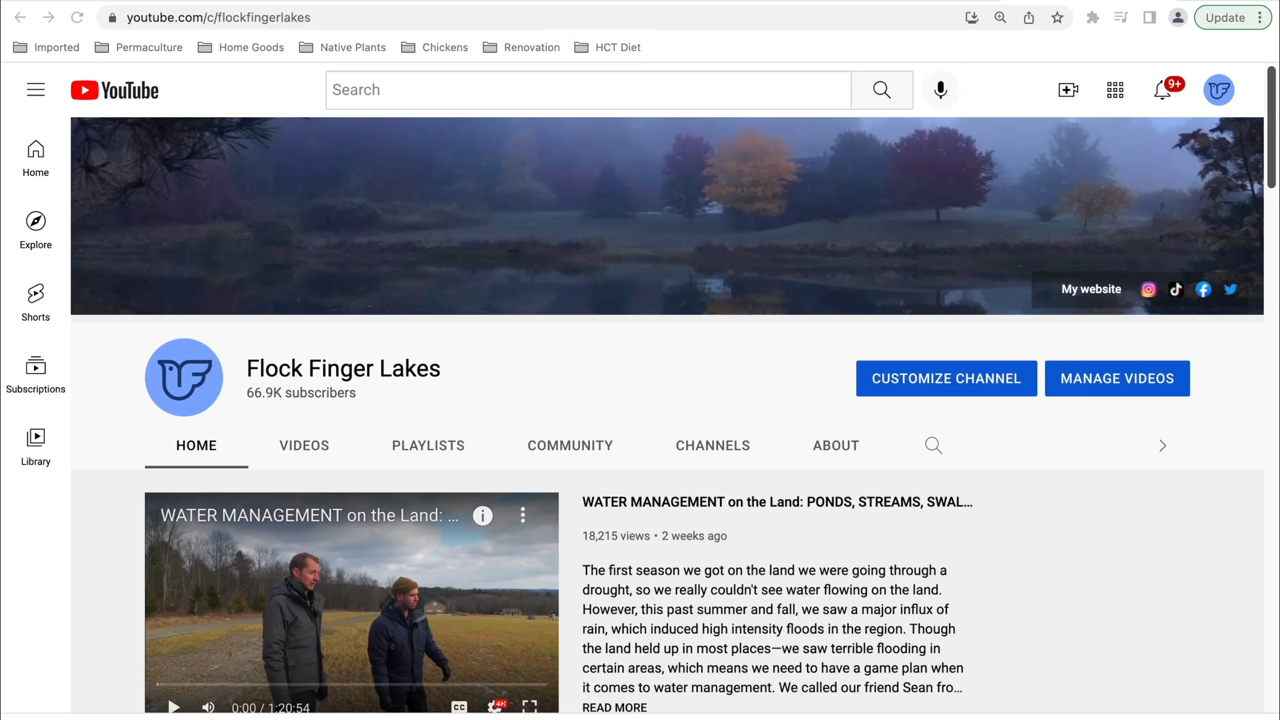 youtube.com/c/flockfingerlakes
Update
Imported Permaculture Home Goods Native Plants Chickens Renovation HCT Diet
YouTube
Search
9+
Home
Explore
Shorts
Subscriptions
Library
My website
Flock Finger Lakes
66.9K subscribers
CUSTOMIZE CHANNEL
MANAGE VIDEOS
HOME VIDEOS PLAYLISTS COMMUNITY CHANNELS ABOUT
WATER MANAGEMENT on the Land: ...
0:00 / 1:20:54
CC
4K
WATER MANAGEMENT on the Land: PONDS, STREAMS, SWAL...
18,215 views • 2 weeks ago
The first season we got on the land we were going through a
drought, so we really couldn't see water flowing on the land.
However, this past summer and fall, we saw a major influx of
rain, which induced high intensity floods in the region. Though
the land held up in most places—we saw terrible flooding in
certain areas, which means we need to have a game plan when
it comes to water management. We called our friend Sean fro...
READ MORE